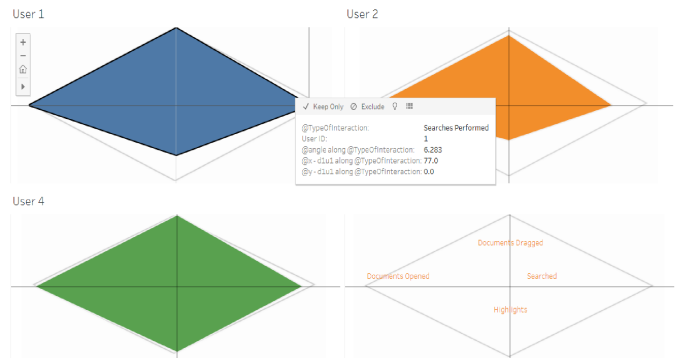 User 1
User 2
Keep Only Exclude
@TypeOfInteraction: Searches Performed
User ID: 1
@angle along @TypeOfInteraction: 6.283
@x - d1u1 along @TypeOfInteraction: 77.0
@y - d1u1 along @TypeOfInteraction: 0.0
User 4
Documents Dragged
Documents Opened Searched
Highlights